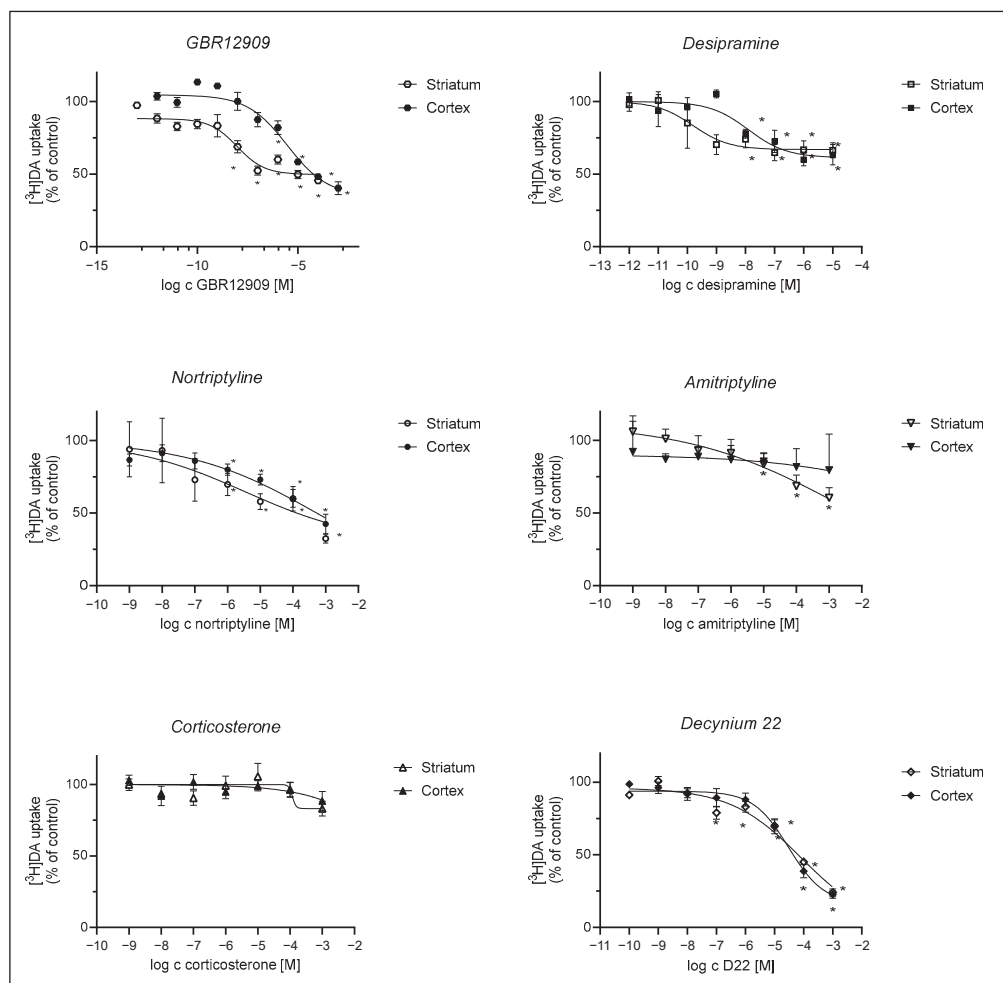 GBR12909
[³H]DA uptake
(% of control)
100
50
0
−15
−10
−5
log c GBR12909 [M]
Striatum
Cortex
* * * * * * * * *
Desipramine
[³H]DA uptake
(% of control)
100
50
0
−13 −12 −11 −10 −9 −8 −7 −6 −5 −4
log c desipramine [M]
Striatum
Cortex
* * * * * * * *
Nortriptyline
[³H]DA uptake
(% of control)
100
50
0
−10 −9 −8 −7 −6 −5 −4 −3 −2
log c nortriptyline [M]
Striatum
Cortex
* * * * * * * *
Amitriptyline
[³H]DA uptake
(% of control)
100
50
0
−10 −9 −8 −7 −6 −5 −4 −3 −2
log c amitriptyline [M]
Striatum
Cortex
* * *
Corticosterone
[³H]DA uptake
(% of control)
100
50
0
−10 −9 −8 −7 −6 −5 −4 −3 −2
log c corticosterone [M]
Striatum
Cortex
Decynium 22
[³H]DA uptake
(% of control)
100
50
0
−11 −10 −9 −8 −7 −6 −5 −4 −3 −2
log c D22 [M]
Striatum
Cortex
* * * * * * * *